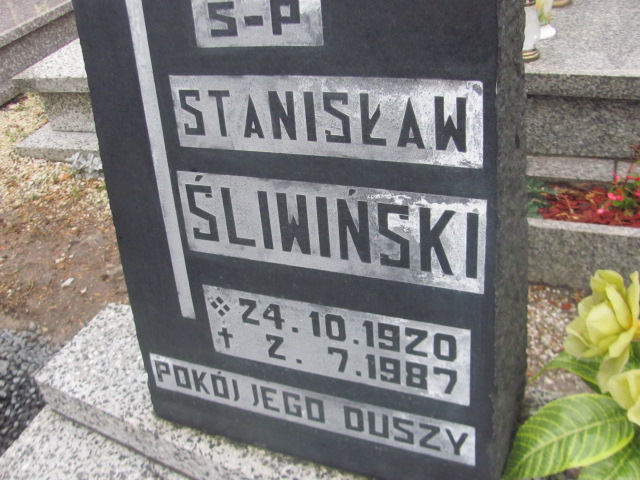 S-P
STANISŁAW
ŚLIWIŃSKI
24.10.1920
✝ 2. 7.1987
POKÓJ JEGO DUSZY